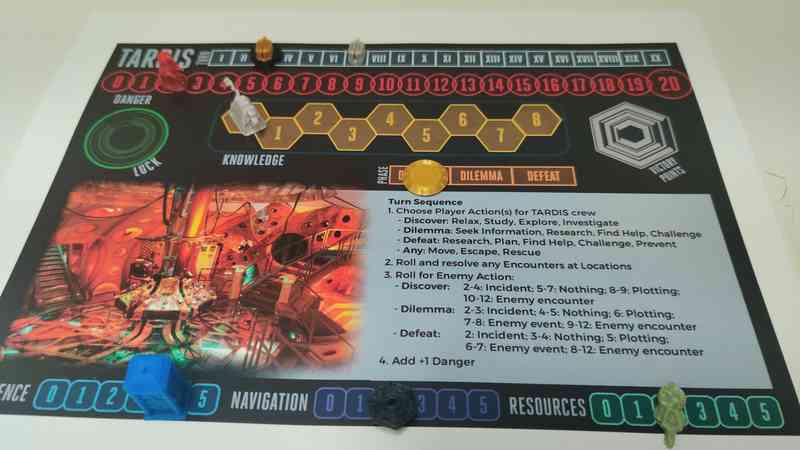 TARDIS
I II IV V VI VIII IX X XI XII XIII XIV XV XVI XVII XVIII XIX XX
0 1 3 4 5 6 7 8 9 10 11 12 13 14 15 16 17 18 19 20
DANGER
1 2 3 4 5 6 7 8
LUCK
KNOWLEDGE
VICTORY POINTS
PHASE D DILEMMA DEFEAT
Turn Sequence
1. Choose Player Action(s) for TARDIS crew
- Discover: Relax, Study, Explore, Investigate
- Dilemma: Seek Information, Research, Find Help, Challenge
- Defeat: Research, Plan, Find Help, Challenge, Prevent
- Any: Move, Escape, Rescue
2. Roll and resolve any Encounters at Locations
3. Roll for Enemy Action:
- Discover: 2-4: Incident; 5-7: Nothing; 8-9: Plotting;
10-12: Enemy encounter
- Dilemma: 2-3: Incident; 4-5: Nothing; 6: Plotting;
7-8: Enemy event; 9-12: Enemy encounter
- Defeat: 2: Incident; 3-4: Nothing; 5: Plotting;
6-7: Enemy event; 8-12: Enemy encounter
4. Add +1 Danger
ENCE 0 1 2 5 NAVIGATION 0 1 3 4 5 RESOURCES 0 1 3 4 5